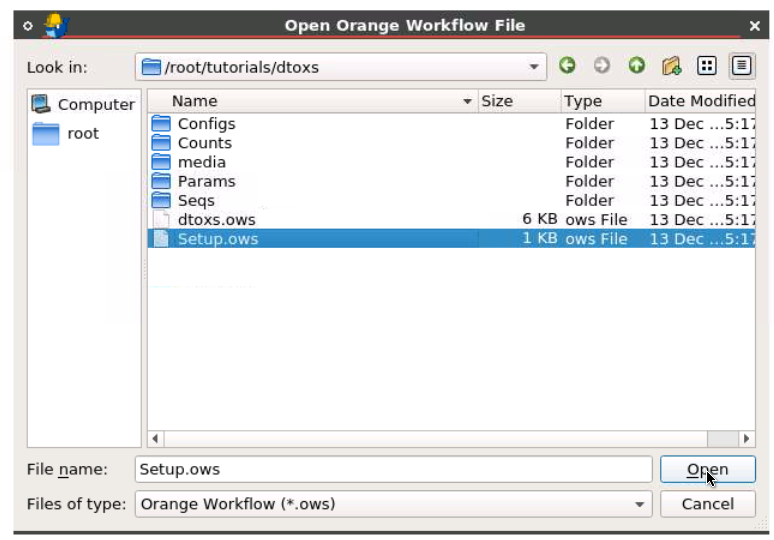 Open Orange Workflow File
Look in: /root/tutorials/dtoxs
Computer
root
Name Size Type Date Modified
Configs Folder 13 Dec ...5:17
Counts Folder 13 Dec ...5:17
media Folder 13 Dec ...5:17
Params Folder 13 Dec ...5:17
Seqs Folder 13 Dec ...5:17
dtoxs.ows 6 KB ows File 13 Dec ...5:17
Setup.ows 1 KB ows File 13 Dec ...5:17
File name: Setup.ows Open
Files of type: Orange Workflow (*.ows) Cancel